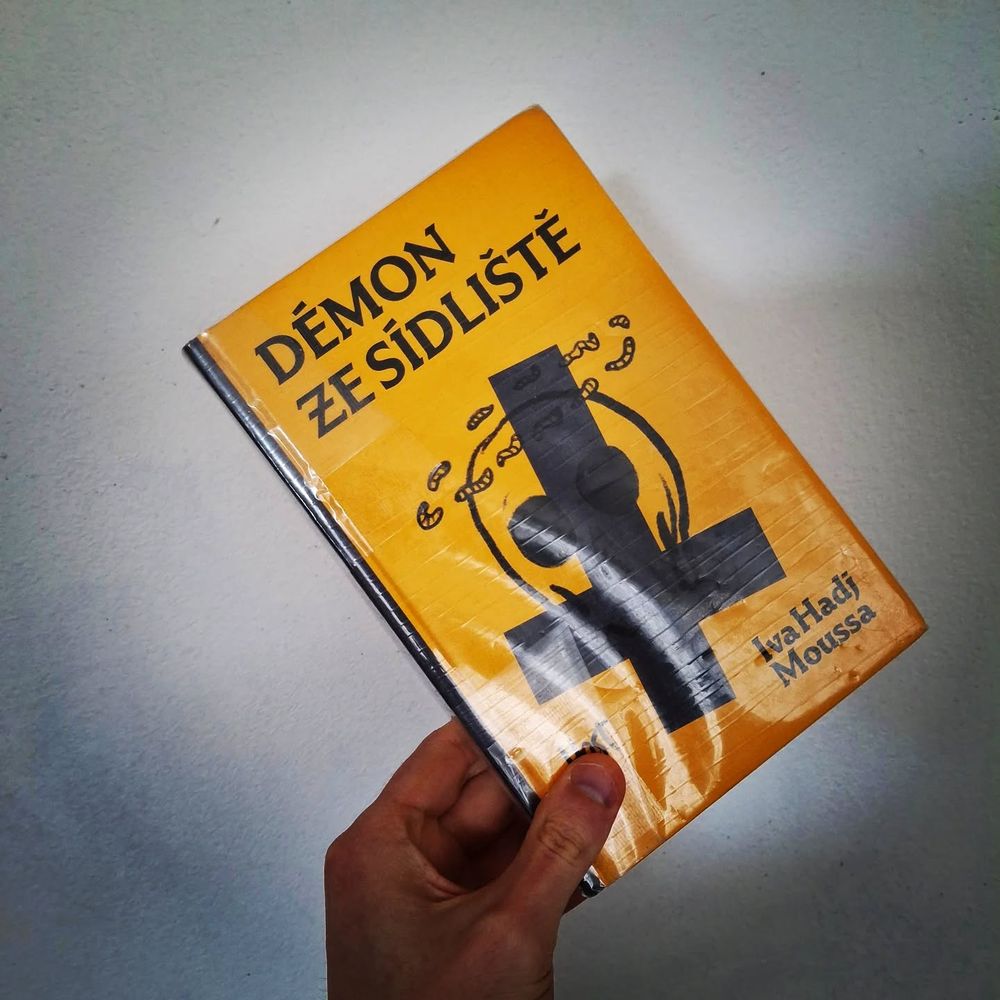 DÉMON
ZE SÍDLIŠTĚ
Iva Hadj
Moussa